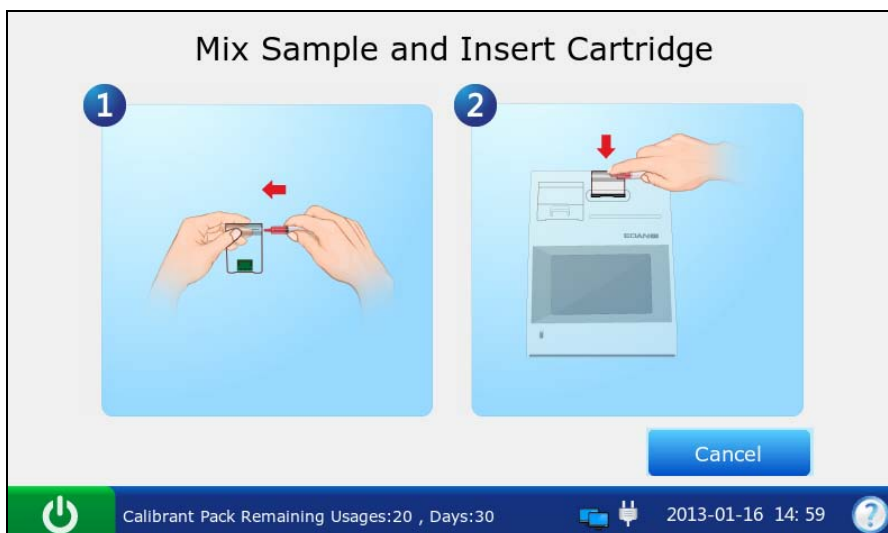 Mix Sample and Insert Cartridge
1
2
EDAN
Cancel
Calibrant Pack Remaining Usages:20 , Days:30
2013-01-16 14: 59
?